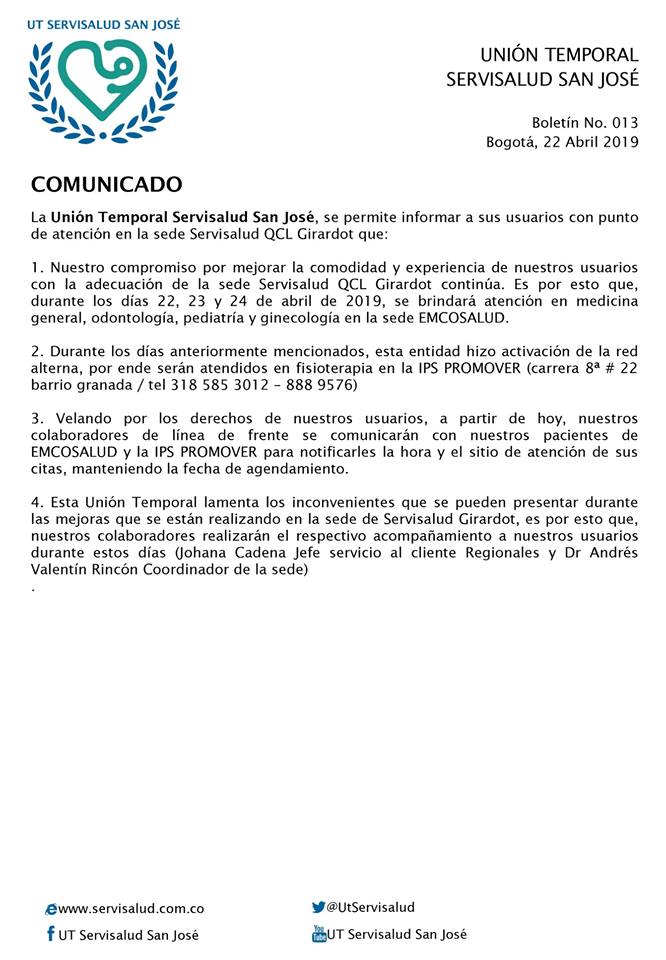 UT SERVISALUD SAN JOSÉ
UNIÓN TEMPORAL
SERVISALUD SAN JOSÉ
Boletín No. 013
Bogotá, 22 Abril 2019
COMUNICADO
La Unión Temporal Servisalud San José, se permite informar a sus usuarios con punto
de atención en la sede Servisalud QCL Girardot que:
1. Nuestro compromiso por mejorar la comodidad y experiencia de nuestros usuarios
con la adecuación de la sede Servisalud QCL Girardot continúa. Es por esto que,
durante los días 22, 23 y 24 de abril de 2019, se brindará atención en medicina
general, odontología, pediatría y ginecología en la sede EMCOSALUD.
2. Durante los días anteriormente mencionados, esta entidad hizo activación de la red
alterna, por ende serán atendidos en fisioterapia en la IPS PROMOVER (carrera 8ª # 22
barrio granada / tel 318 585 3012 – 888 9576)
3. Velando por los derechos de nuestros usuarios, a partir de hoy, nuestros
colaboradores de línea de frente se comunicarán con nuestros pacientes de
EMCOSALUD y la IPS PROMOVER para notificarles la hora y el sitio de atención de sus
citas, manteniendo la fecha de agendamiento.
4. Esta Unión Temporal lamenta los inconvenientes que se pueden presentar durante
las mejoras que se están realizando en la sede de Servisalud Girardot, es por esto que,
nuestros colaboradores realizarán el respectivo acompañamiento a nuestros usuarios
durante estos días (Johana Cadena Jefe servicio al cliente Regionales y Dr Andrés
Valentín Rincón Coordinador de la sede)
.
www.servisalud.com.co
@UtServisalud
UT Servisalud San José
You Tube UT Servisalud San José